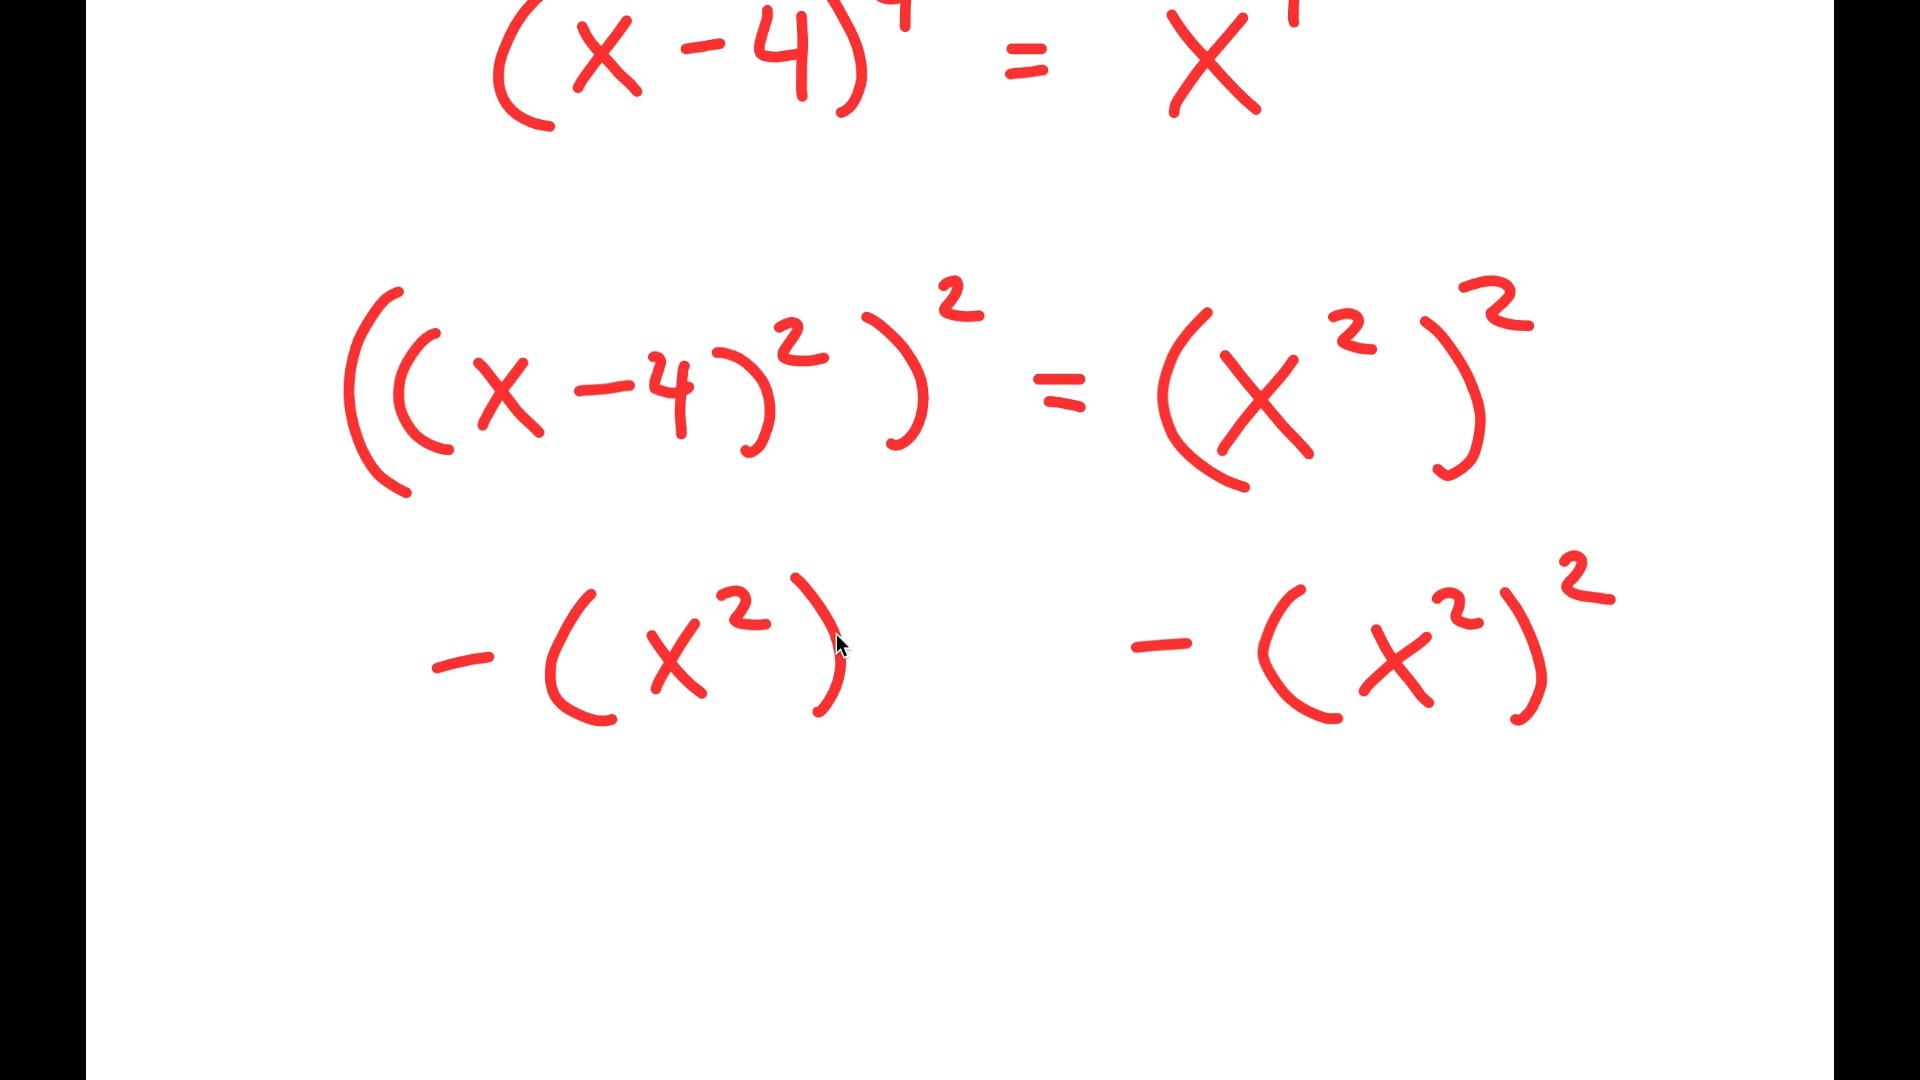 (x - 4)⁴ = x⁴
((x - 4)²)² = (x²)²
- (x²) - (x²)²